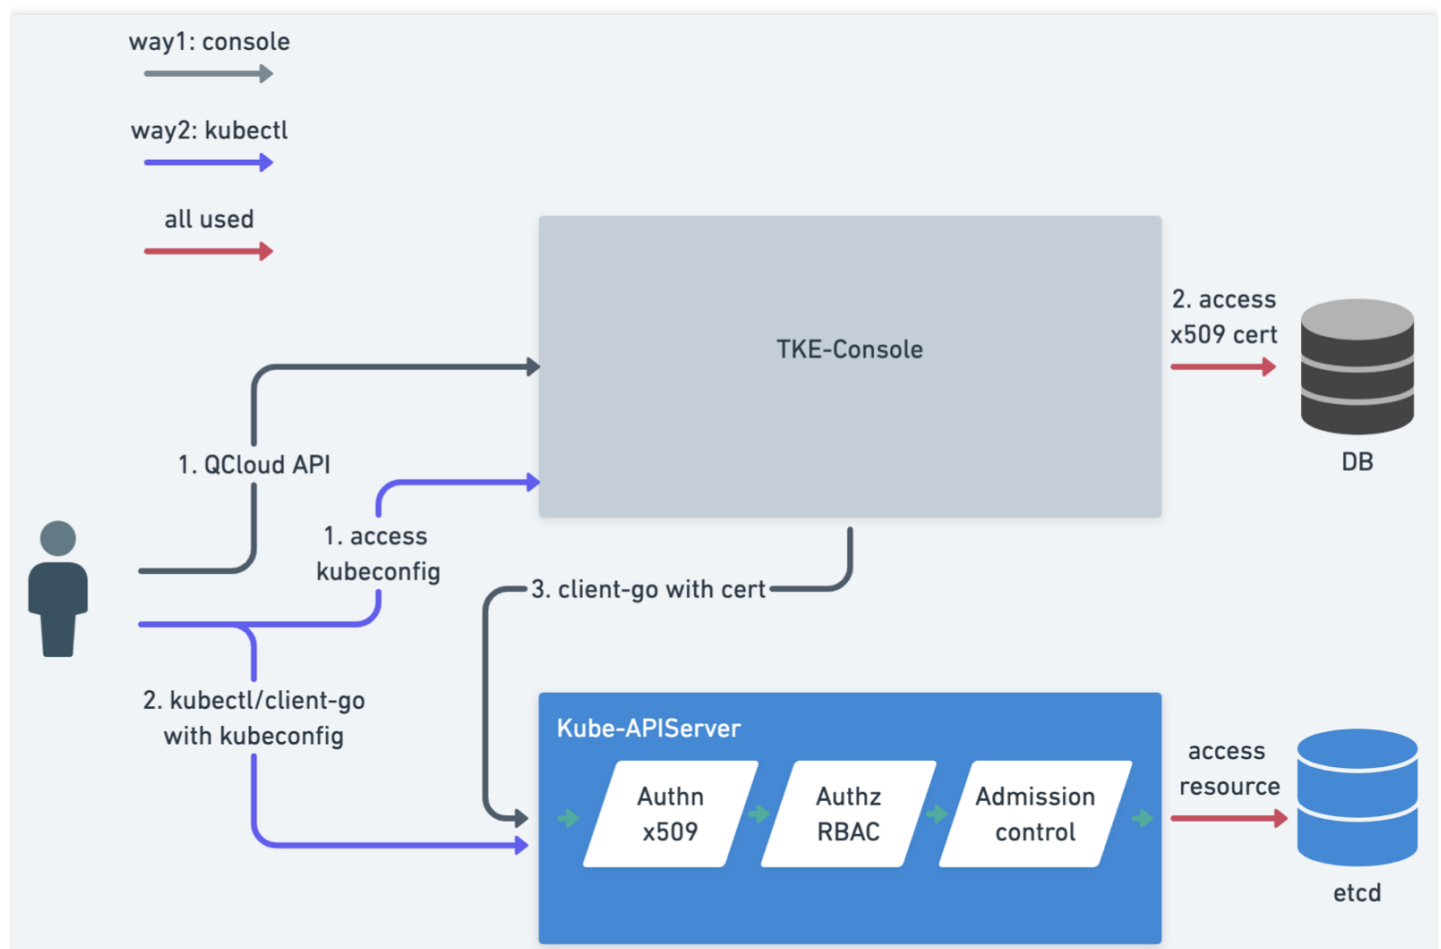 way1: console
way2: kubectl
all used
TKE-Console
2. access
x509 cert
DB
1. QCloud API
1. access
kubeconfig
3. client-go with cert
2. kubectl/client-go
with kubeconfig
Kube-APIServer
Authn
x509
Authz
RBAC
Admission
control
access
resource
etcd